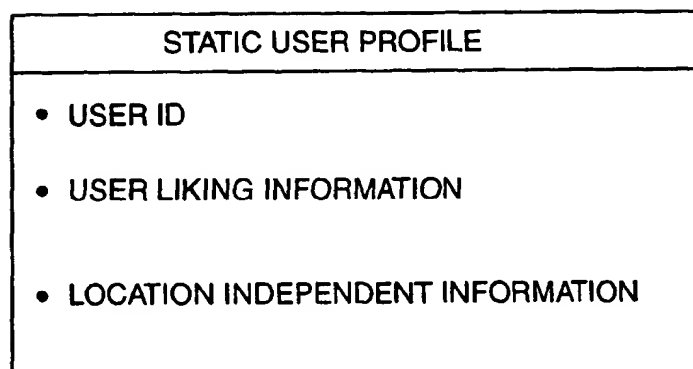 STATIC USER PROFILE
• USER ID
• USER LIKING INFORMATION
• LOCATION INDEPENDENT INFORMATION